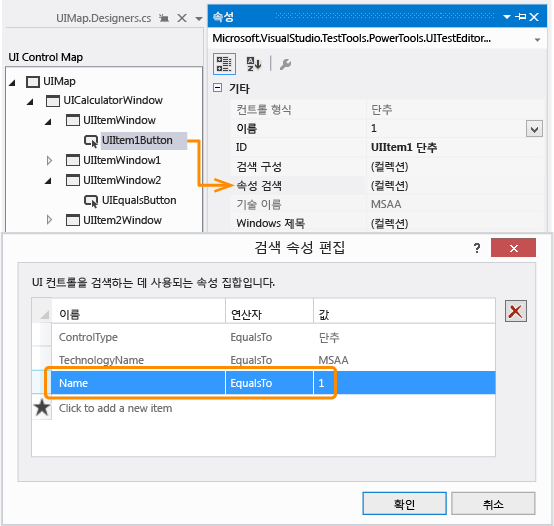 UIMap.Designers.cs
UI Control Map
UIMap
UICalculatorWindow
UIItemWindow
UIItem1Button
UIItemWindow1
UIItemWindow2
UIEqualsButton
UIItem2Window
속성
Microsoft.VisualStudio.TestTools.PowerTools.UITestEditor...
기타
컨트롤 형식 단추
이름 1
ID UIItem1 단추
검색 구성 (컬렉션)
속성 검색 (컬렉션)
기술 이름 MSAA
Windows 제목 (컬렉션)
검색 속성 편집
UI 컨트롤을 검색하는 데 사용되는 속성 집합입니다.
이름 연산자 값
ControlType EqualsTo 단추
TechnologyName EqualsTo MSAA
Name EqualsTo 1
Click to add a new item
확인 취소